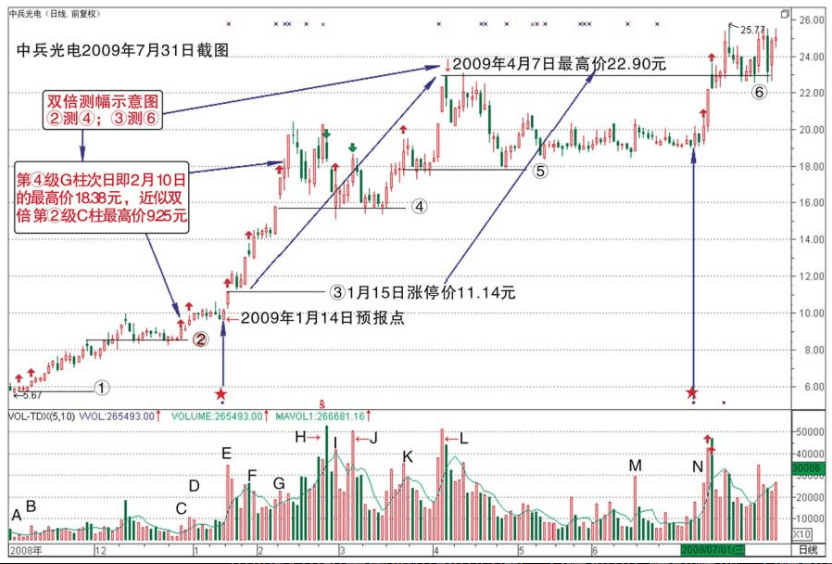 中兵光电（日线.前复权）
中兵光电2009年7月31日截图
双倍测幅示意图
②测④；③测⑥
第④级G柱次日即2月10日
的最高价18.38元，近似双
倍第②级C柱最高价9.25元
2009年4月7日最高价22.90元
25.77
⑥
⑤
④
③1月15日涨停价11.14元
←2009年1月14日预报点
②
①
←5.67
26.00
24.00
22.00
20.00
18.00
16.00
14.00
12.00
10.00
8.00
6.00
VOL-TDX(5,10) VVOL:265493.00↑ VOLUME:265493.00↑ MAVOL1:266681.16↑
A B C D E F G H→ I ←J K ←L M N
50000
40000
30066
20000
10000
X10
2008年 12 1 2 3 4 5 6 2009/07/01(三) 日线